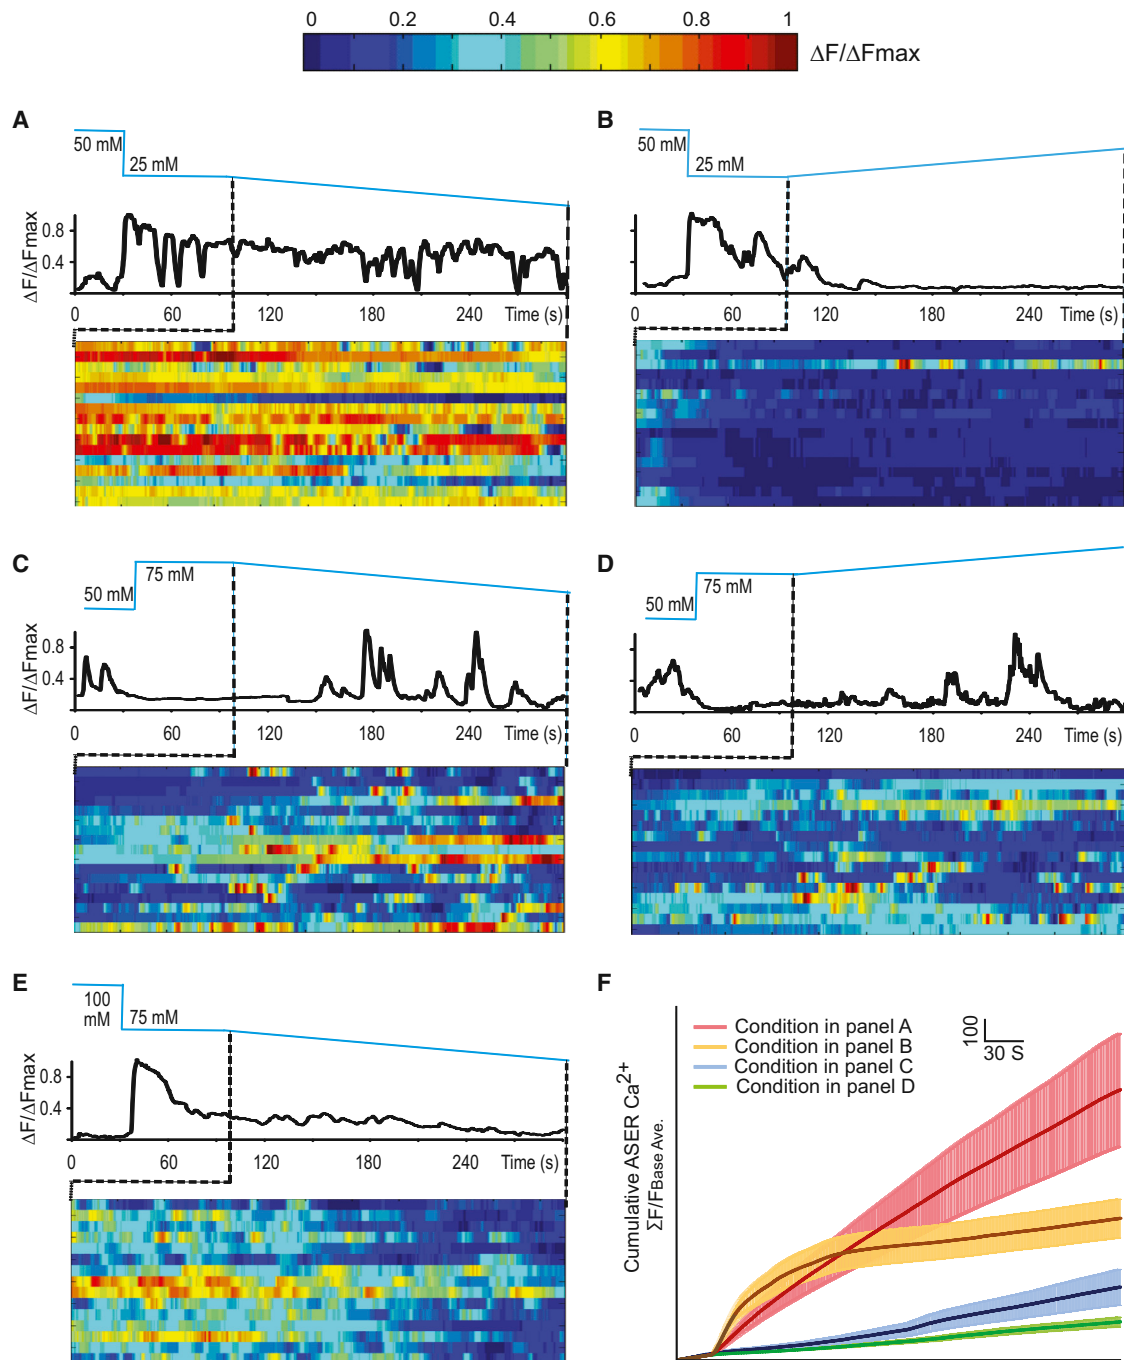 0 0.2 0.4 0.6 0.8 1
ΔF/ΔFmax
A
50 mM
25 mM
ΔF/ΔFmax
0.8
0.4
0 60 120 180 240 Time (s)
B
50 mM
25 mM
0 60 120 180 240 Time (s)
C
50 mM
75 mM
ΔF/ΔFmax
0.8
0.4
0 60 120 180 240 Time (s)
D
50 mM
75 mM
0 60 120 180 240 Time (s)
E
100
mM
75 mM
ΔF/ΔFmax
0.8
0.4
0 60 120 180 240 Time (s)
F
Cumulative ASER Ca2+
ΣF/FBase Ave.
Condition in panel A
Condition in panel B
Condition in panel C
Condition in panel D
100
30 S